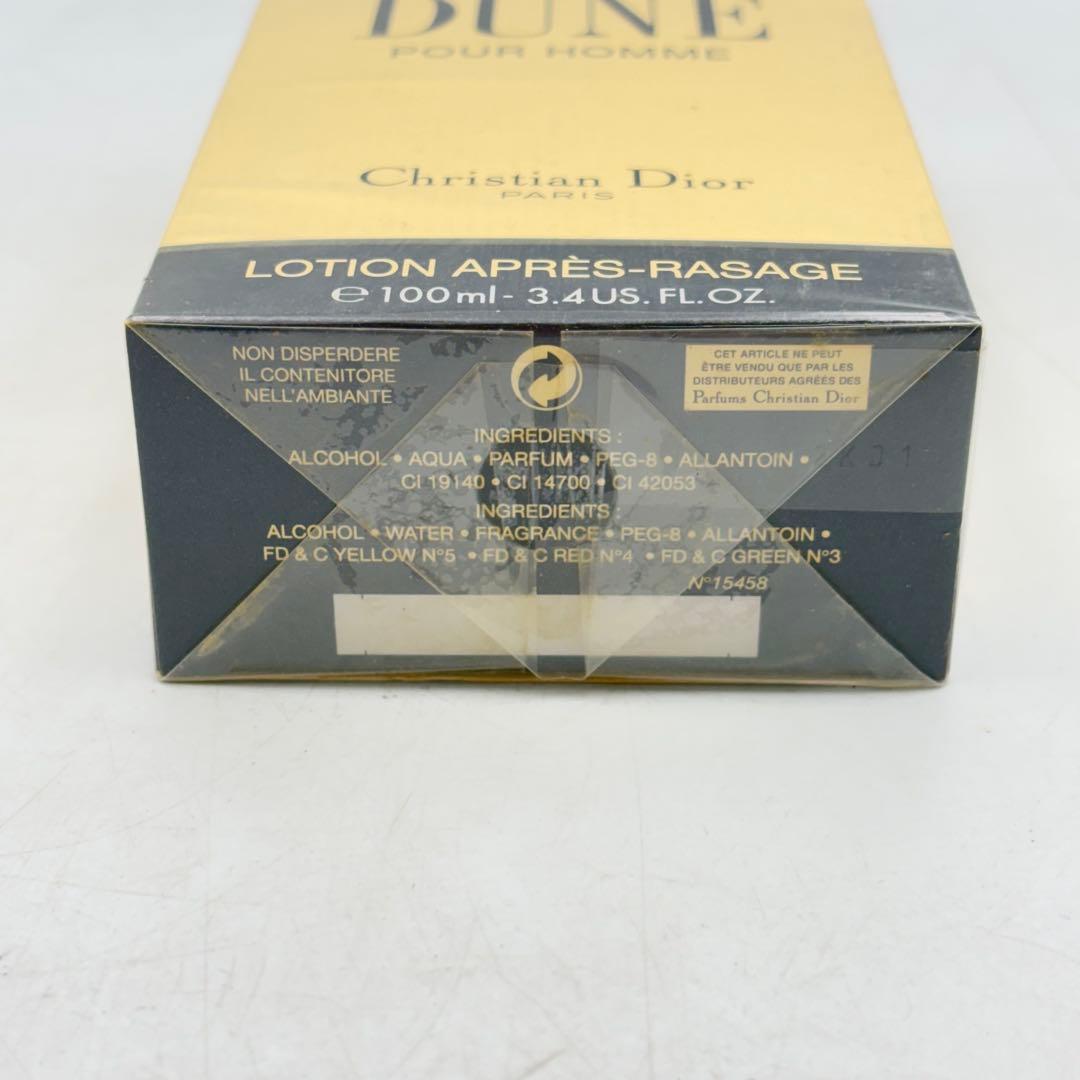 DUNE
POUR HOMME
Christian Dior
PARIS
LOTION APRÈS-RASAGE
℮ 100 ml - 3.4 US. FL. OZ.
NON DISPERDERE
IL CONTENITORE
NELL'AMBIANTE
CET ARTICLE NE PEUT
ÊTRE VENDU QUE PAR LES
DISTRIBUTEURS AGRÉÉS DES
Parfums Christian Dior
INGREDIENTS :
ALCOHOL • AQUA • PARFUM • PEG-8 • ALLANTOIN •
CI 19140 • CI 14700 • CI 42053
INGREDIENTS :
ALCOHOL • WATER • FRAGRANCE • PEG-8 • ALLANTOIN •
FD & C YELLOW N°5 • FD & C RED N°4 • FD & C GREEN N°3
N°15458